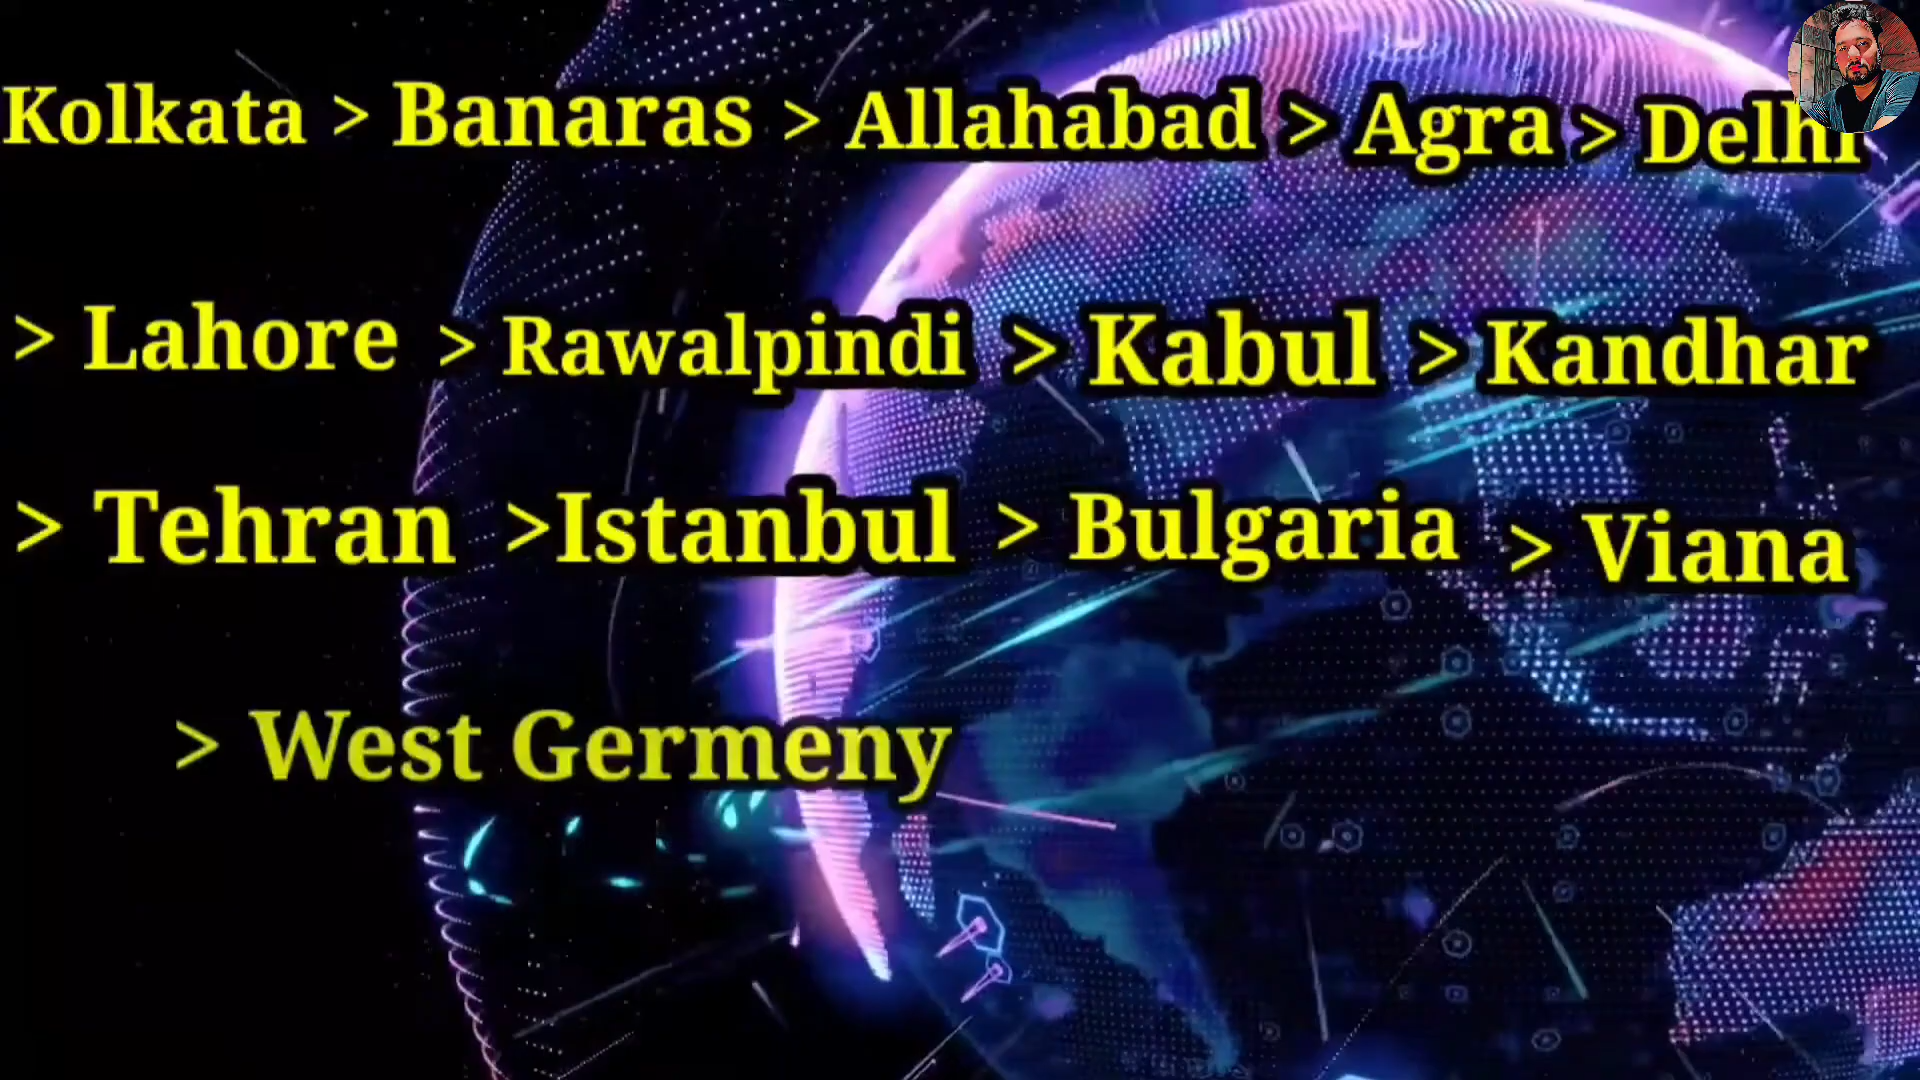 Kolkata > Banaras > Allahabad > Agra > Delhi
> Lahore > Rawalpindi > Kabul > Kandhar
> Tehran >Istanbul > Bulgaria > Viana
> West Germeny